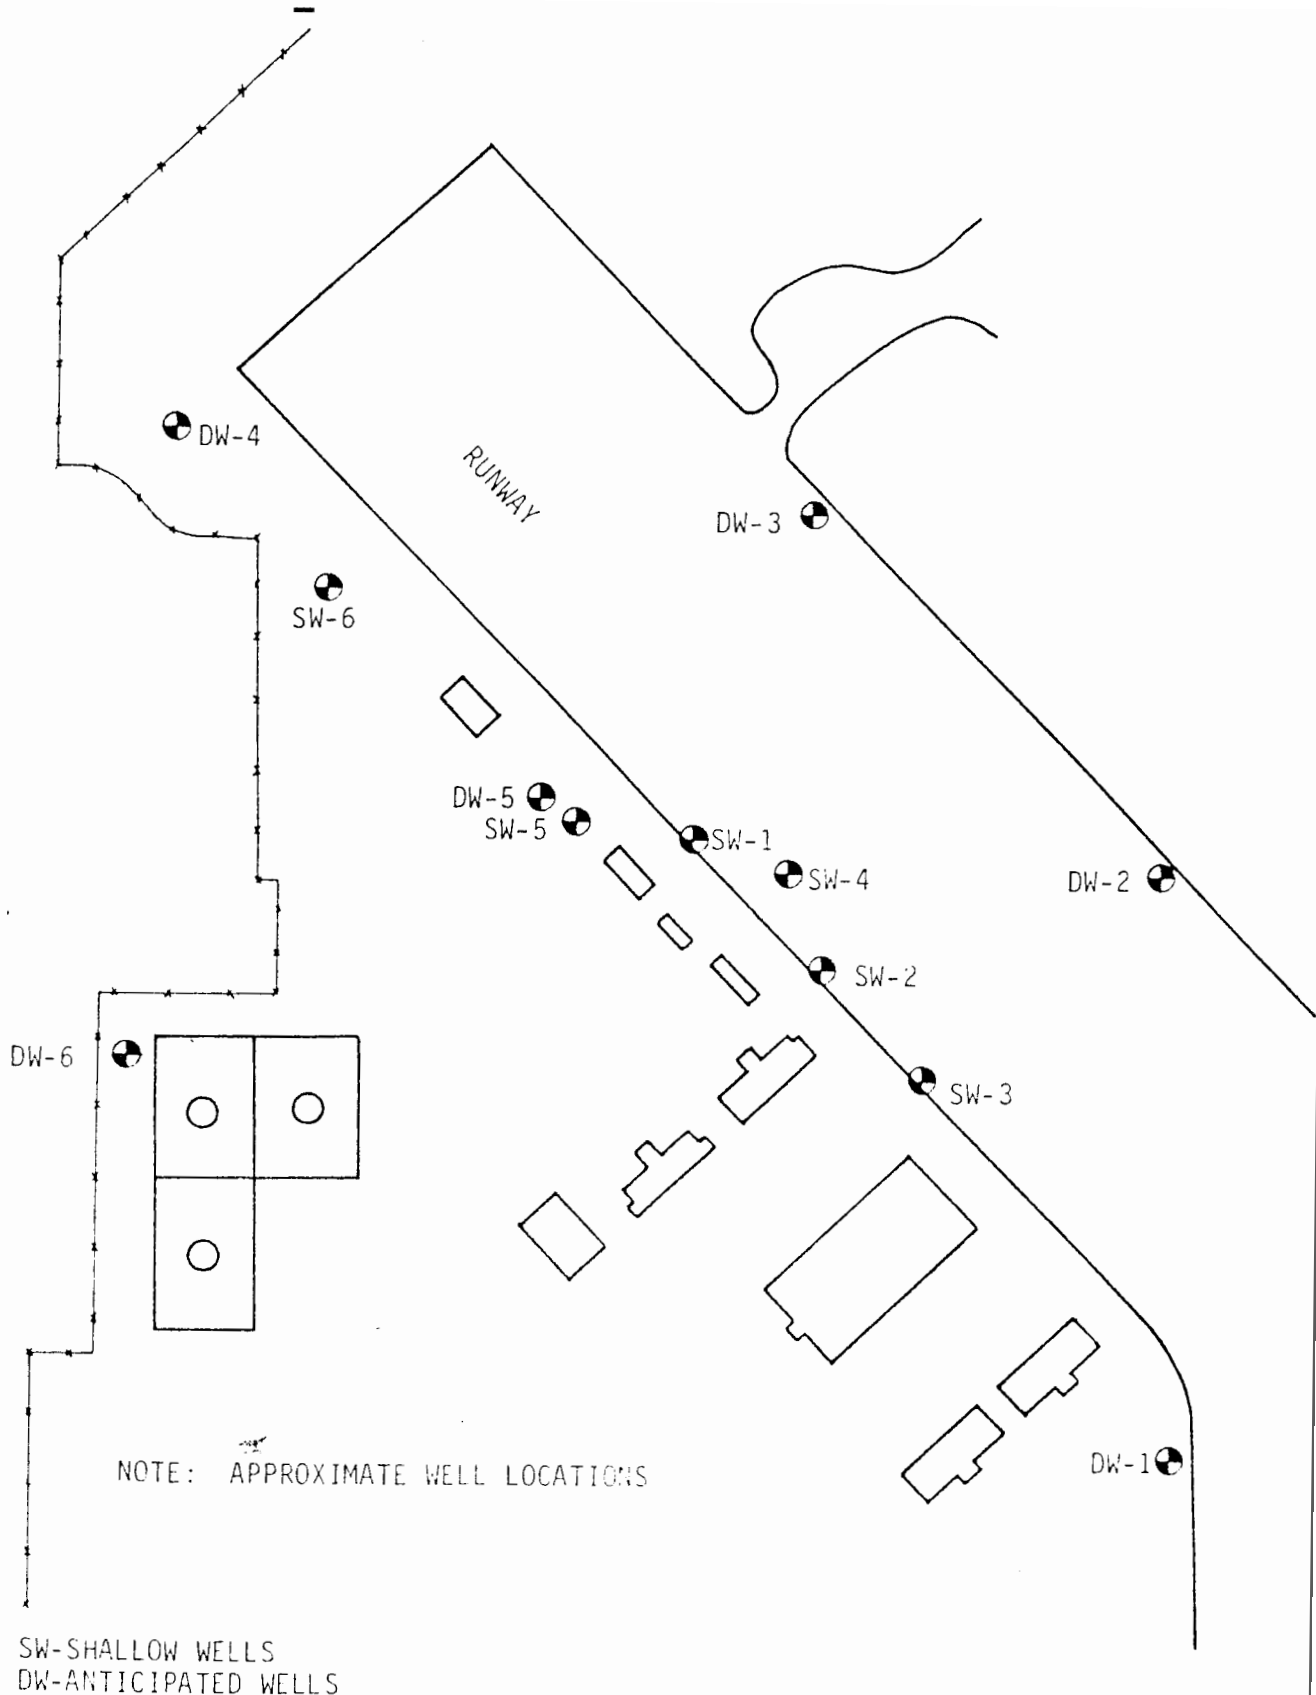 DW-4
RUNWAY
DW-3
SW-6
DW-5
SW-5
SW-1
SW-4
DW-2
SW-2
DW-6
SW-3
DW-1
NOTE: APPROXIMATE WELL LOCATIONS
SW-SHALLOW WELLS
DW-ANTICIPATED WELLS